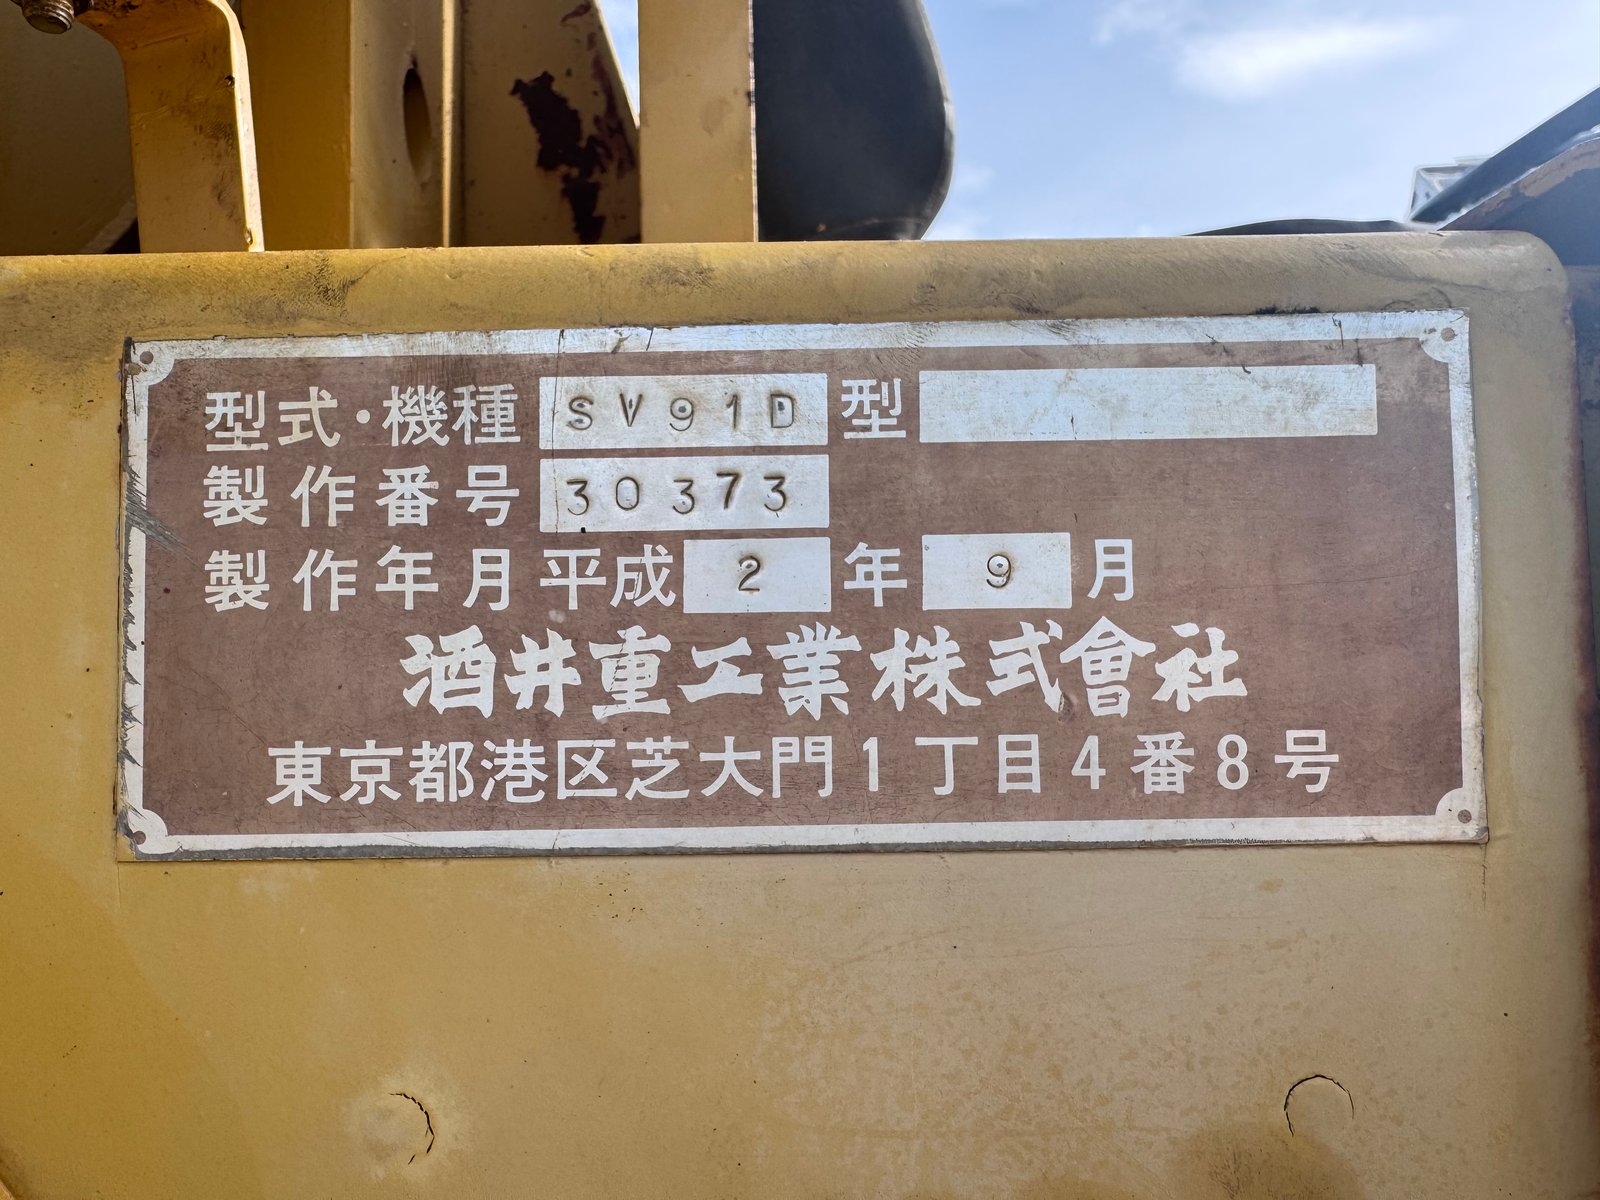 型式・機種 SV91D 型
製作番号 30373
製作年月 平成 2 年 9 月
酒井重工業株式會社
東京都港区芝大門1丁目4番8号